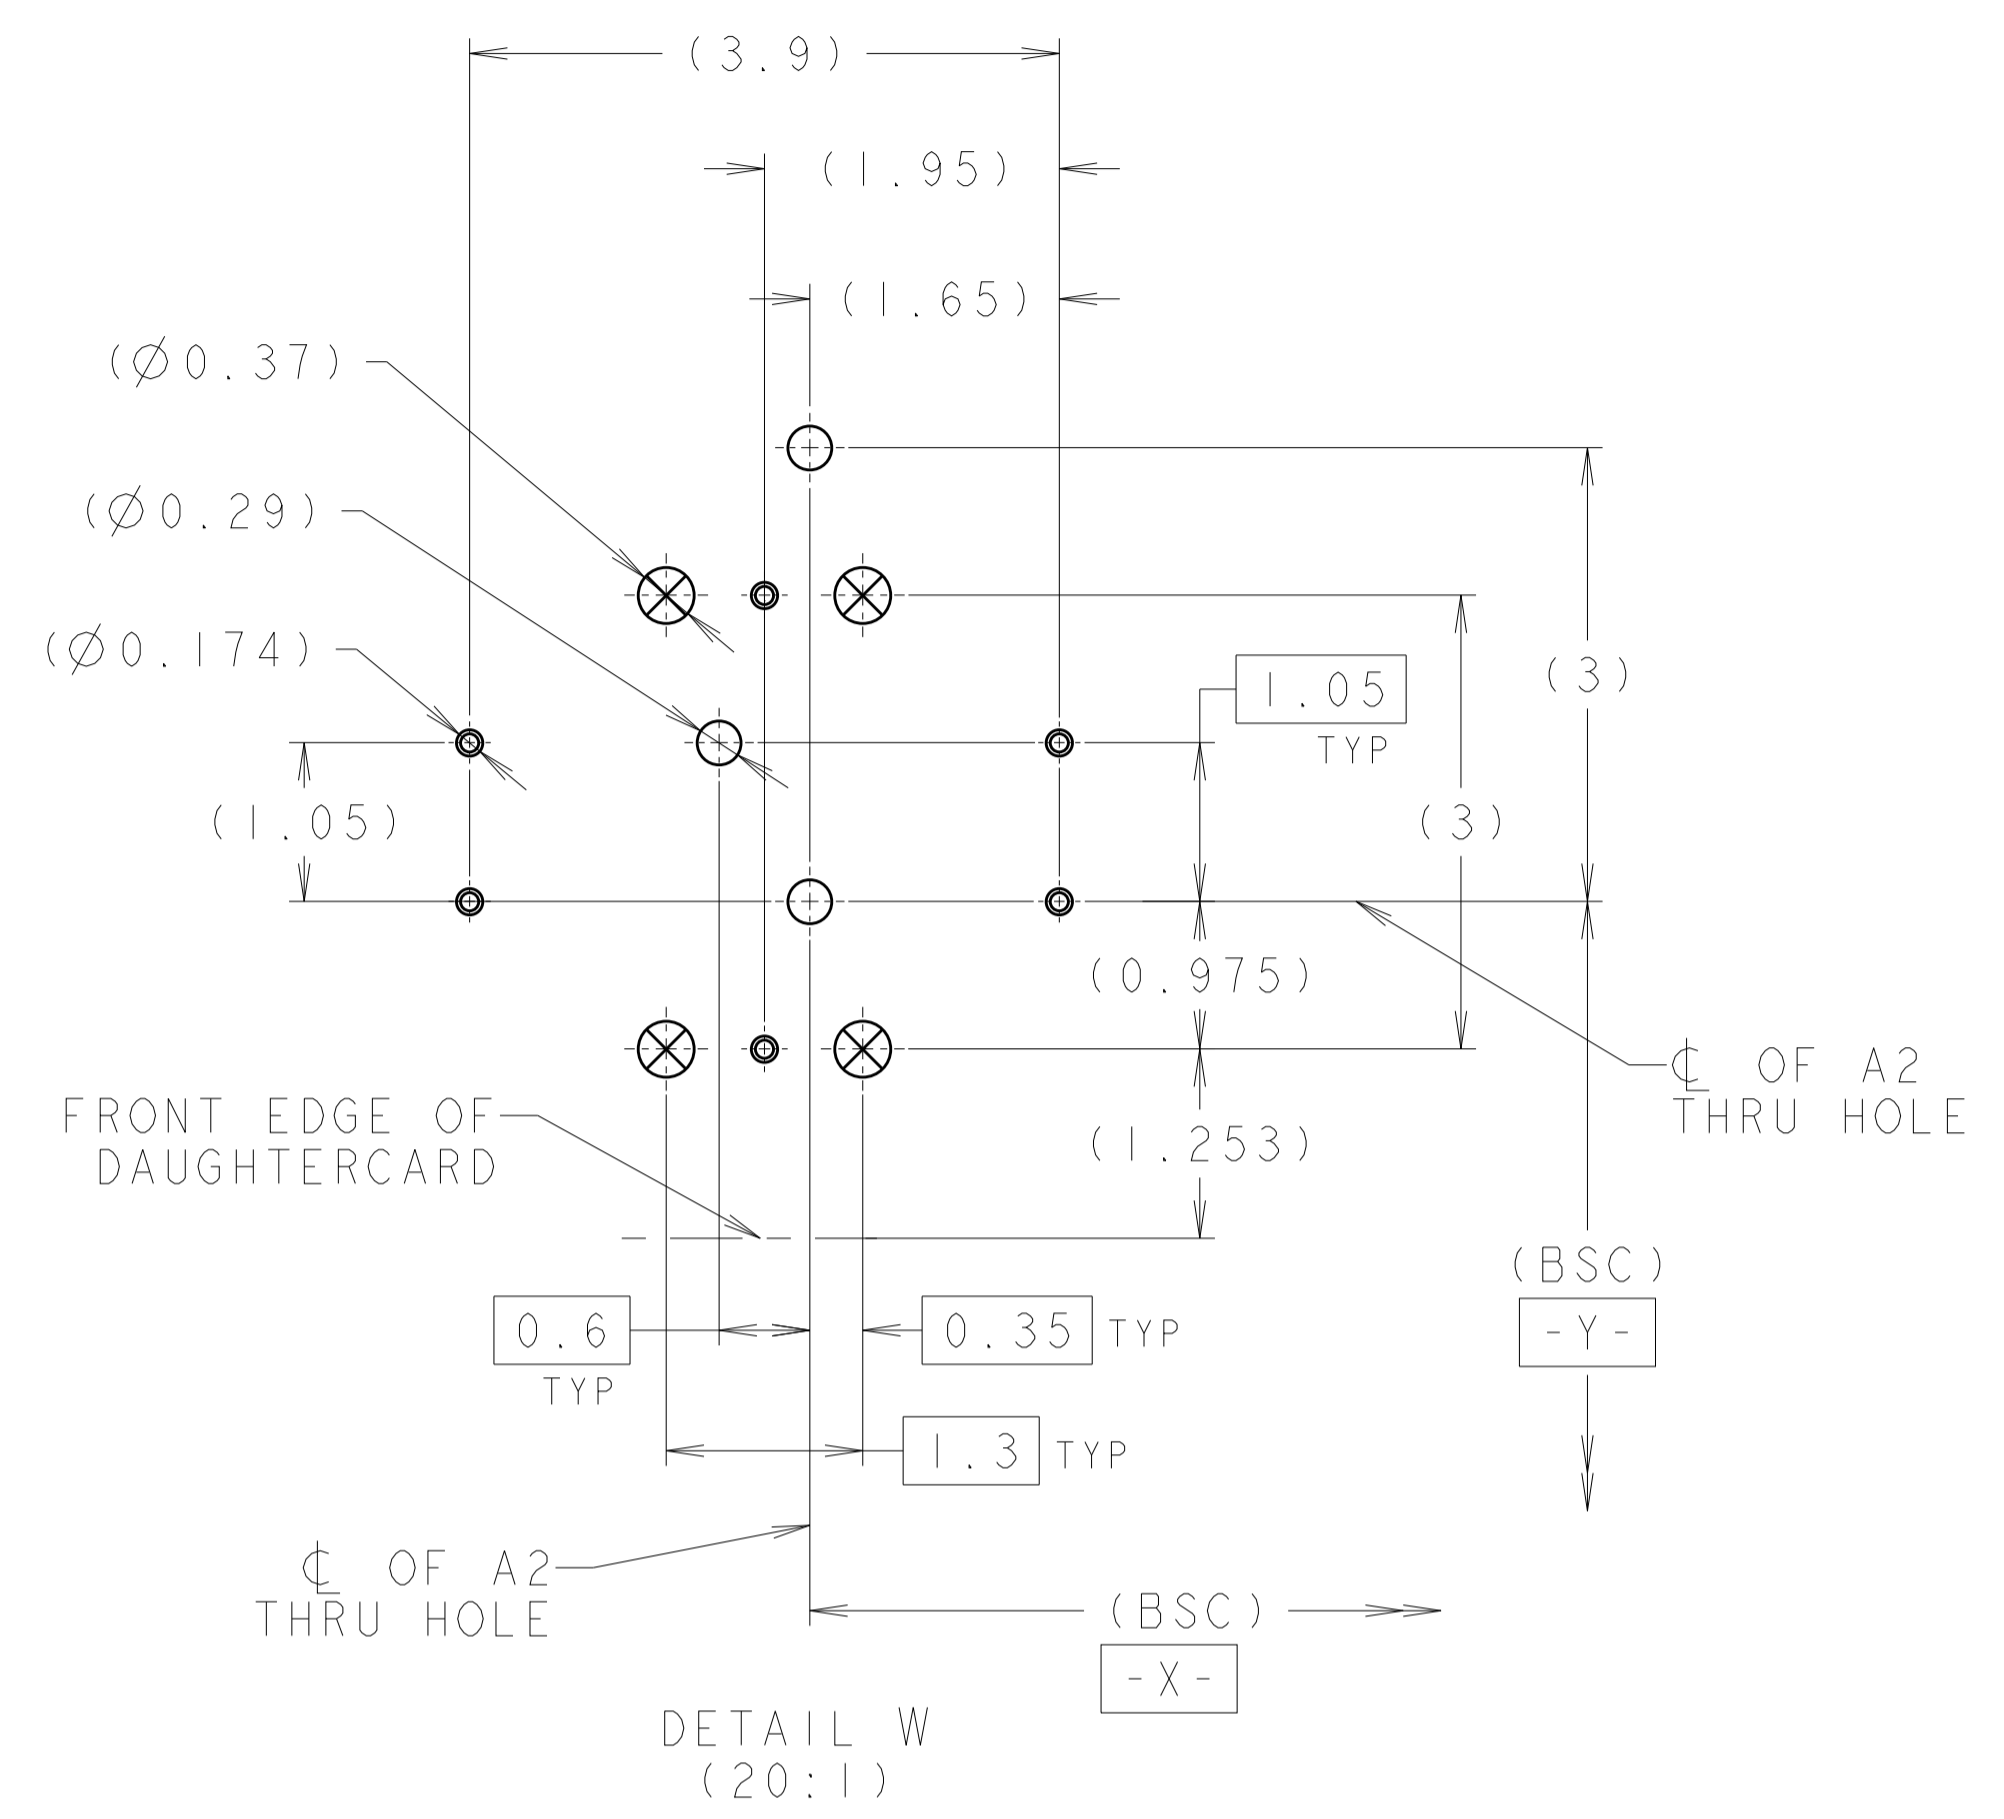 (3.9)
(1.95)
(1.65)
(Ø0.37)
(Ø0.29)
(Ø0.174)
(3)
1.05
TYP
(1.05)
(3)
(0.975)
℄ OF A2
THRU HOLE
FRONT EDGE OF
DAUGHTERCARD
(1.253)
(BSC)
-Y-
0.6
TYP
0.35 TYP
1.3 TYP
℄ OF A2
THRU HOLE
(BSC)
-X-
DETAIL W
(20:1)